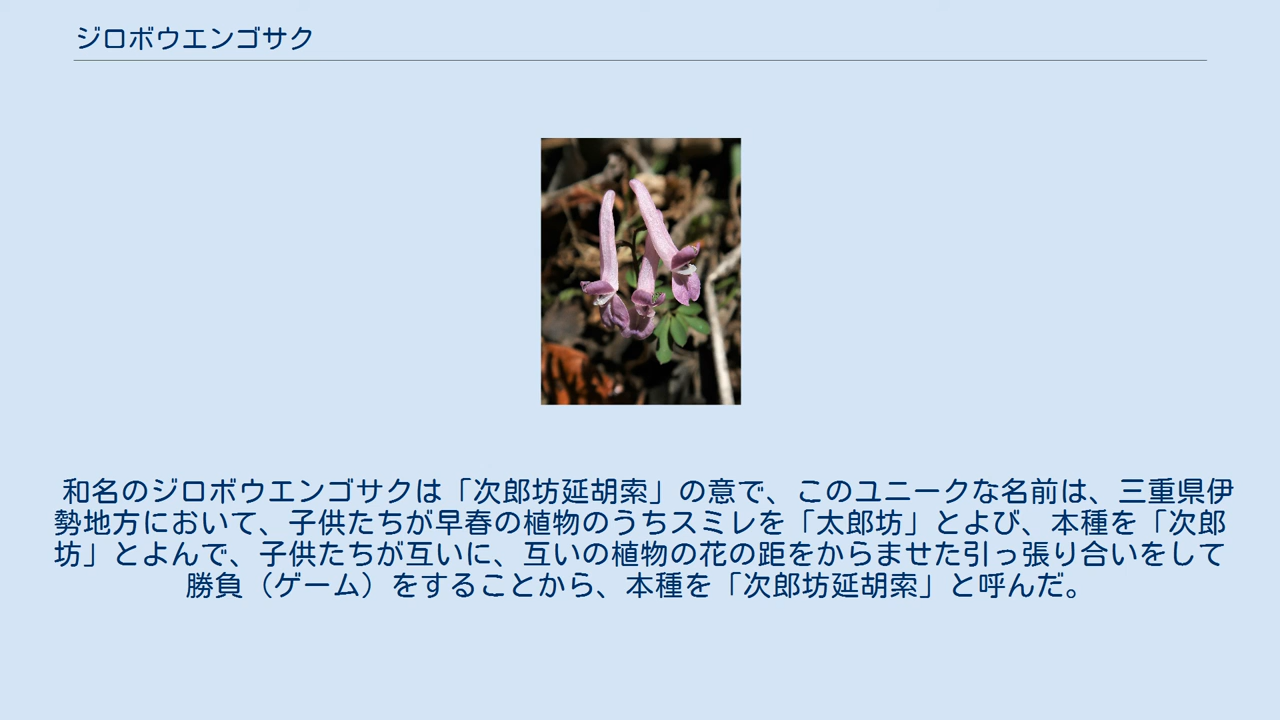 ジロボウエンゴサク
和名のジロボウエンゴサクは「次郎坊延胡索」の意で、このユニークな名前は、三重県伊
勢地方において、子供たちが早春の植物のうちスミレを「太郎坊」とよび、本種を「次郎
坊」とよんで、子供たちが互いに、互いの植物の花の距をからませた引っ張り合いをして
勝負（ゲーム）をすることから、本種を「次郎坊延胡索」と呼んだ。